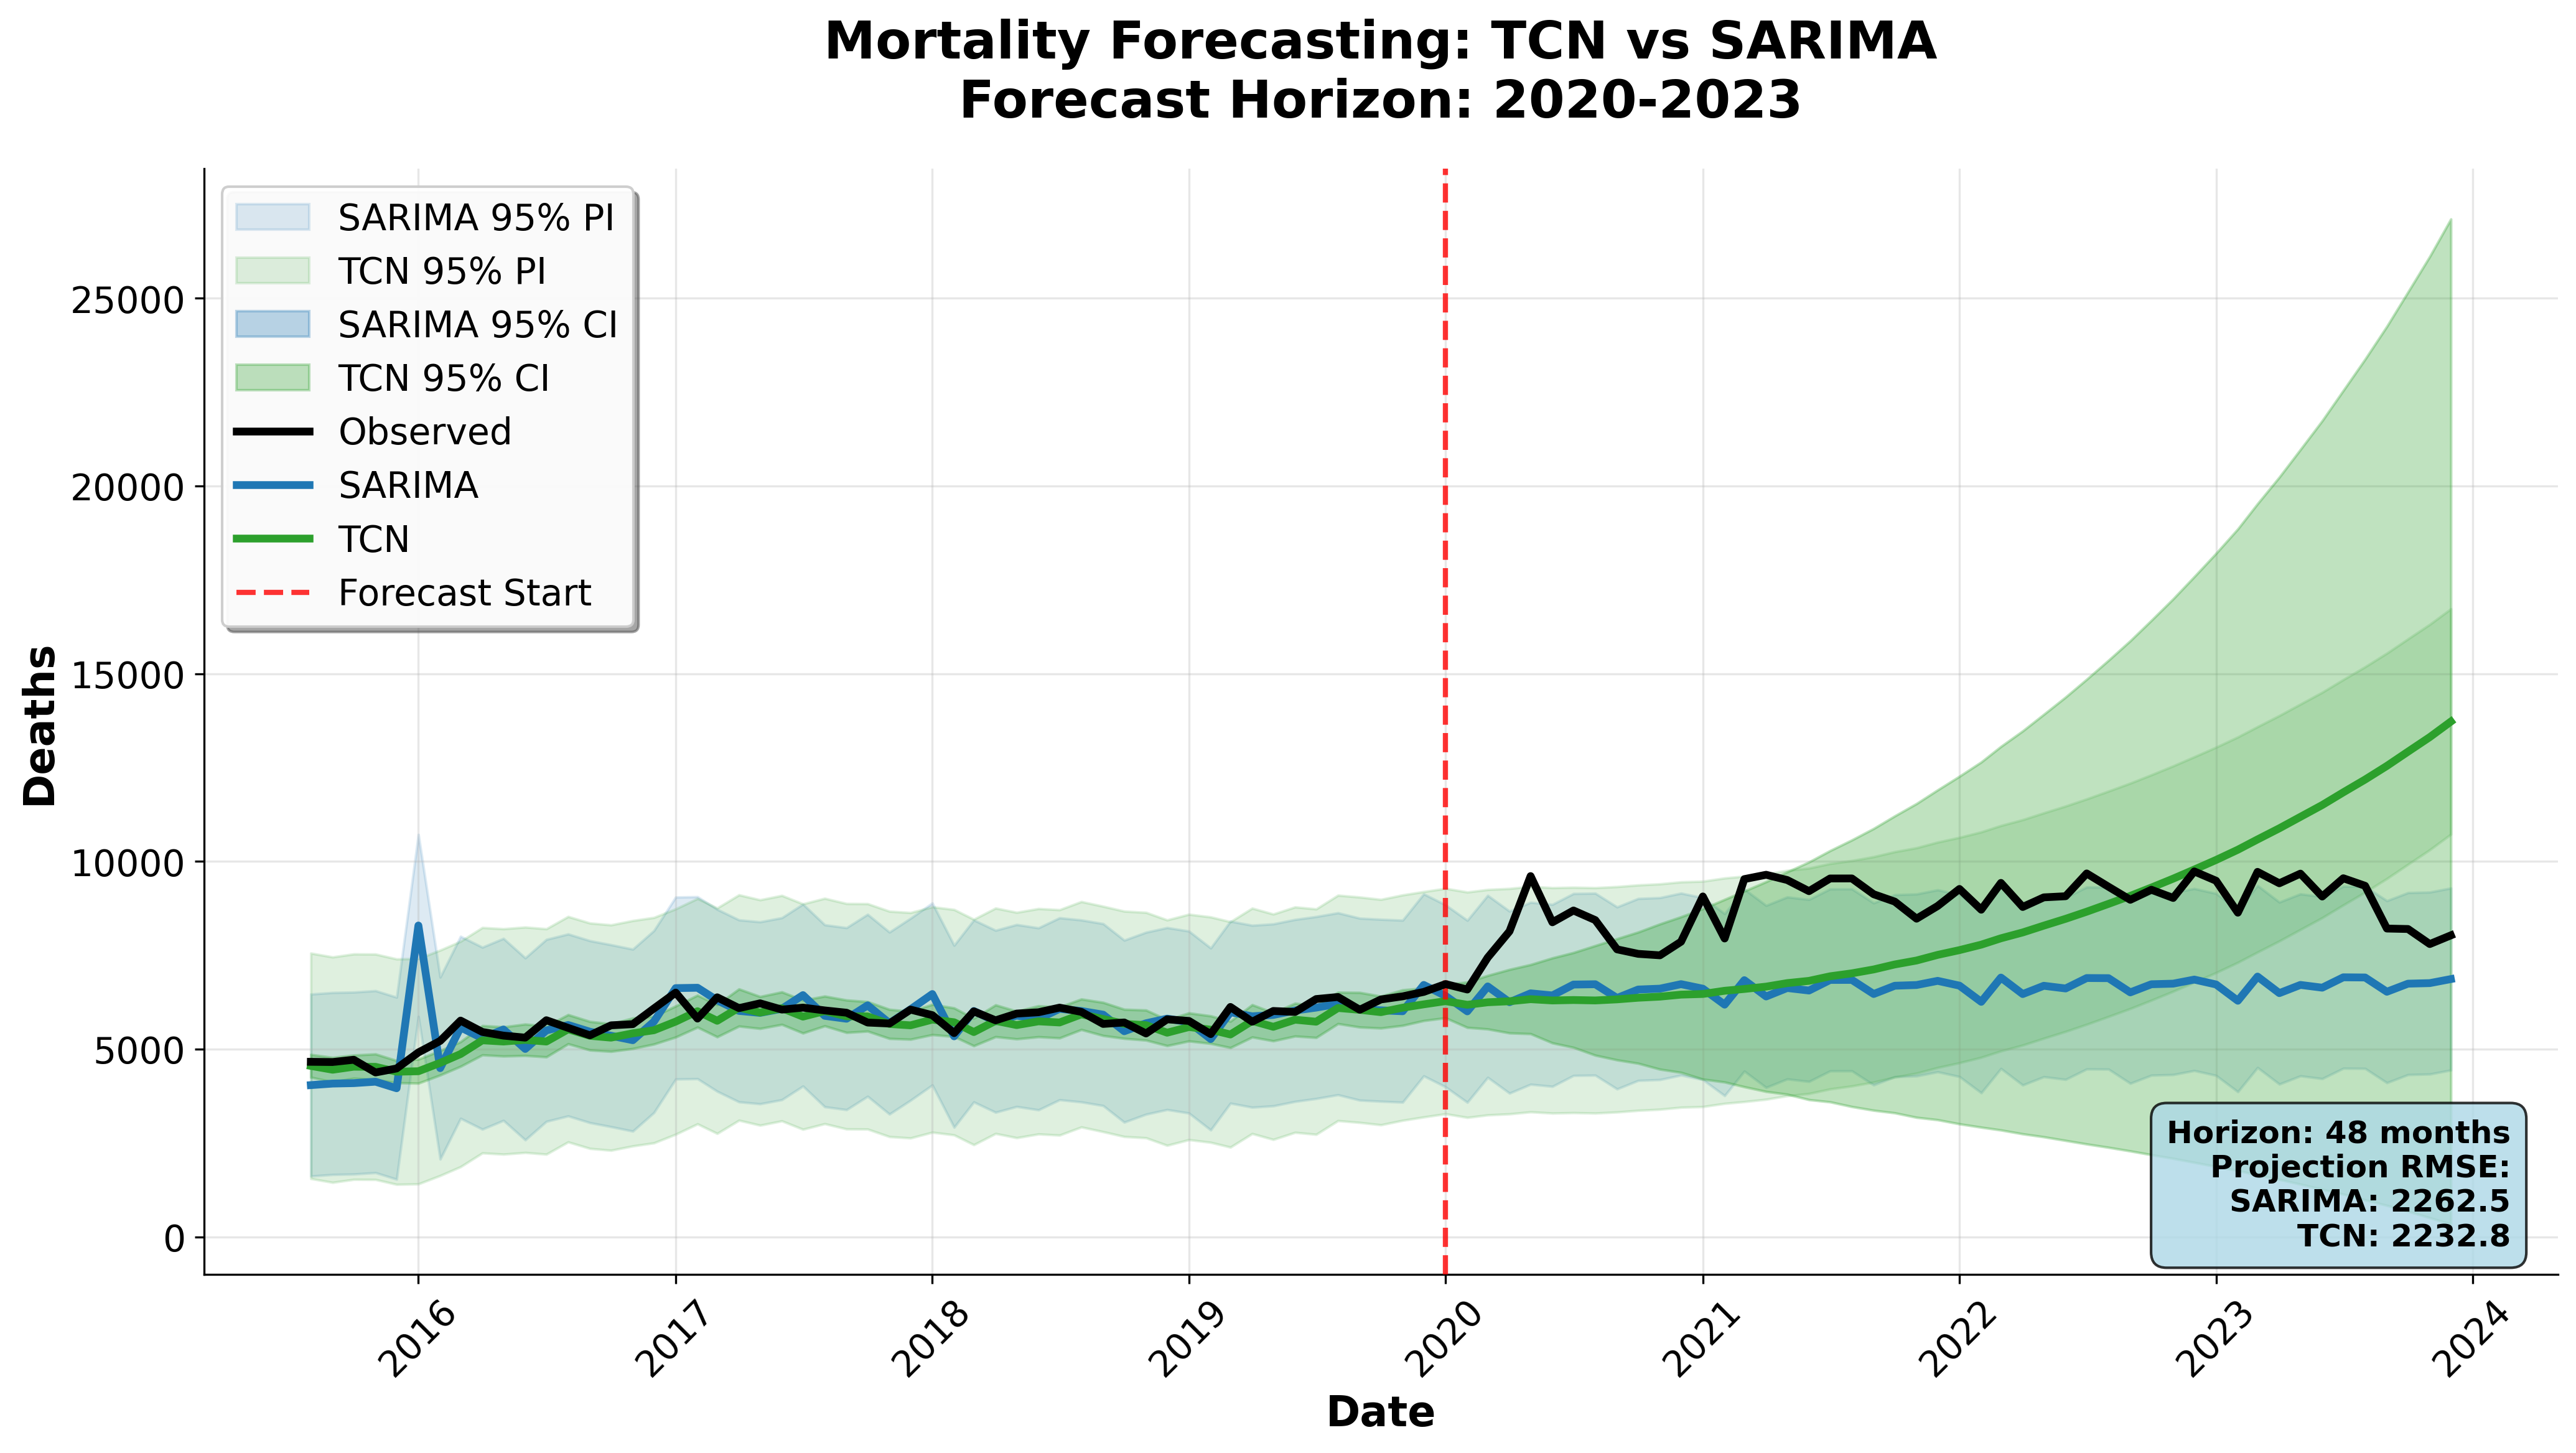 Mortality Forecasting: TCN vs SARIMA
Forecast Horizon: 2020-2023
SARIMA 95% PI
TCN 95% PI
SARIMA 95% CI
TCN 95% CI
Observed
SARIMA
TCN
Forecast Start
Deaths
25000
20000
15000
10000
5000
0
Horizon: 48 months
Projection RMSE:
SARIMA: 2262.5
TCN: 2232.8
2016
2017
2018
2019
2020
2021
2022
2023
2024
Date